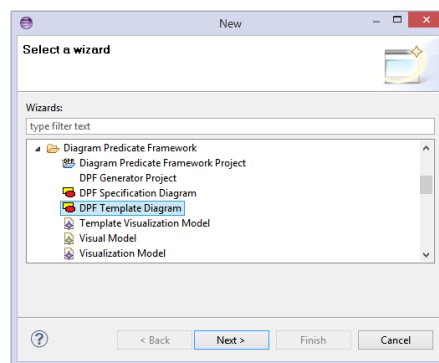 New
Select a wizard
Wizards:
type filter text
Diagram Predicate Framework
Diagram Predicate Framework Project
DPF Generator Project
DPF Specification Diagram
DPF Template Diagram
Template Visualization Model
Visual Model
Visualization Model
< Back Next > Finish Cancel